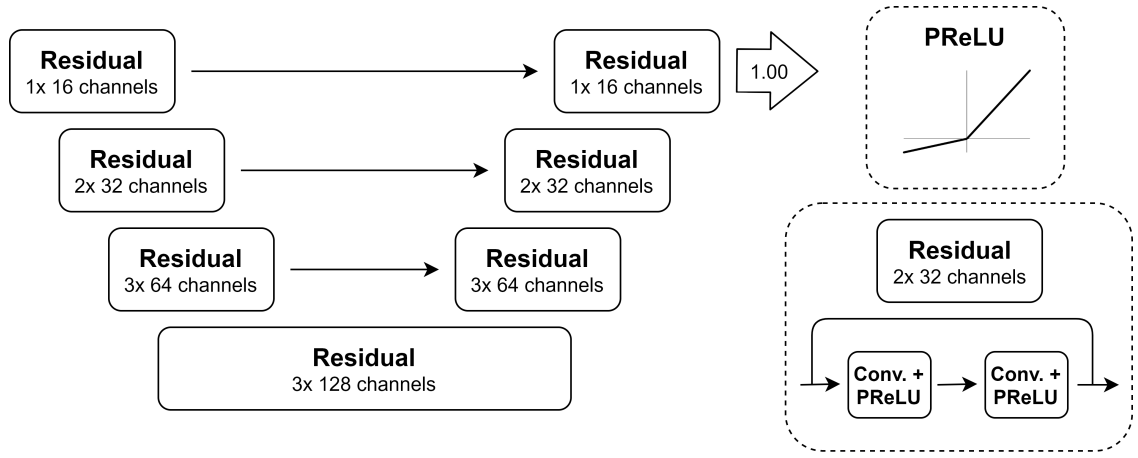 Residual
1x 16 channels
Residual
1x 16 channels
1.00
PReLU
Residual
2x 32 channels
Residual
2x 32 channels
Residual
3x 64 channels
Residual
3x 64 channels
Residual
2x 32 channels
Residual
3x 128 channels
Conv. +
PReLU
Conv. +
PReLU